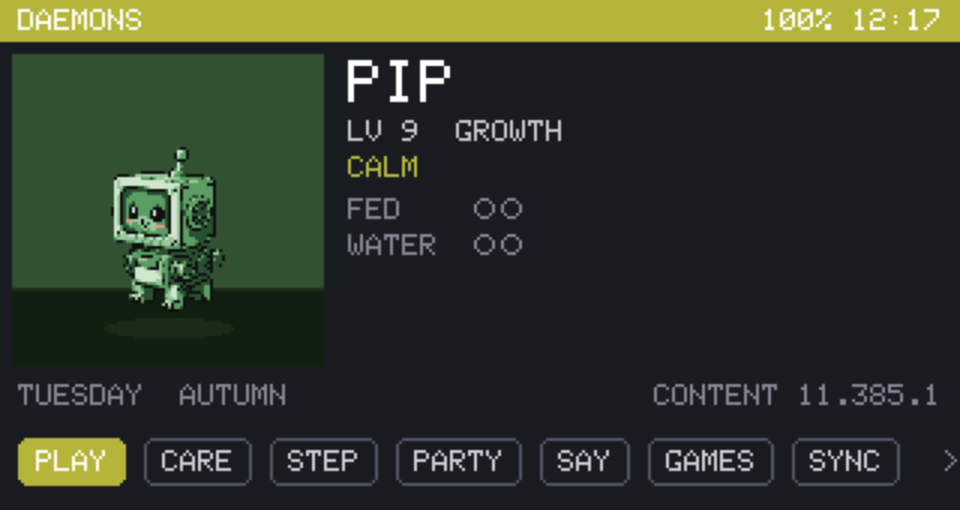 DAEMONS 100% 12:17
PIP
LV 9 GROWTH
CALM
FED
WATER
TUESDAY AUTUMN CONTENT 11.385.1
PLAY CARE STEP PARTY SAY GAMES SYNC >